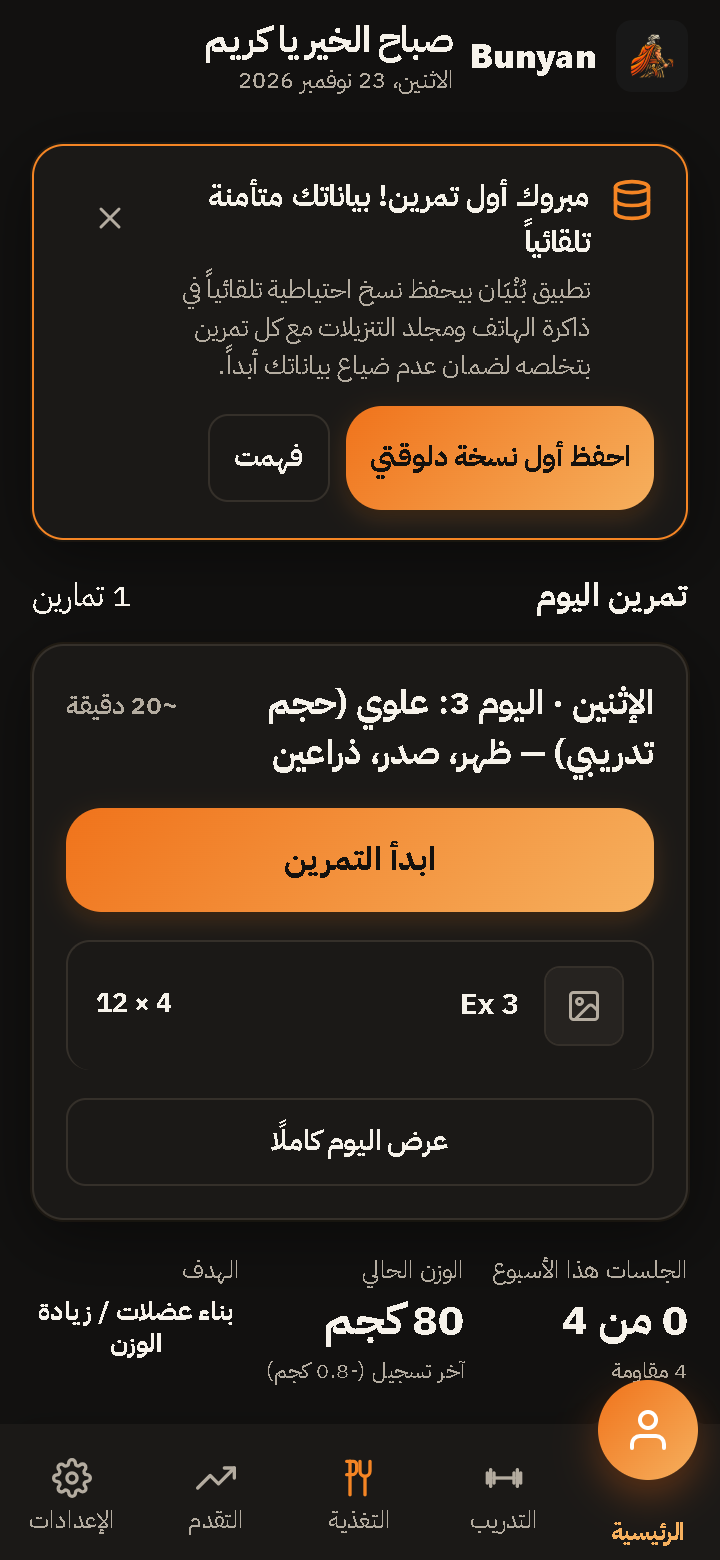 Bunyan
صباح الخير يا كريم
الاثنين، 23 نوفمبر 2026
مبروك أول تمرين! بياناتك متأمنة
تلقائياً
تطبيق بُنْيَان بيحفظ نسخ احتياطية تلقائياً في
ذاكرة الهاتف ومجلد التنزيلات مع كل تمرين
بتخلصه لضمان عدم ضياع بياناتك أبداً.
احفظ أول نسخة دلوقتي
فهمت
تمرين اليوم
1 تمارين
الإثنين · اليوم 3: علوي (حجم
تدريبي) — ظهر، صدر، ذراعين
~20 دقيقة
ابدأ التمرين
Ex 3
12 × 4
عرض اليوم كاملًا
الجلسات هذا الأسبوع
0 من 4
4 مقاومة
الوزن الحالي
80 كجم
آخر تسجيل (-0.8 كجم)
الهدف
بناء عضلات / زيادة
الوزن
الرئيسية
التدريب
التغذية
التقدم
الإعدادات